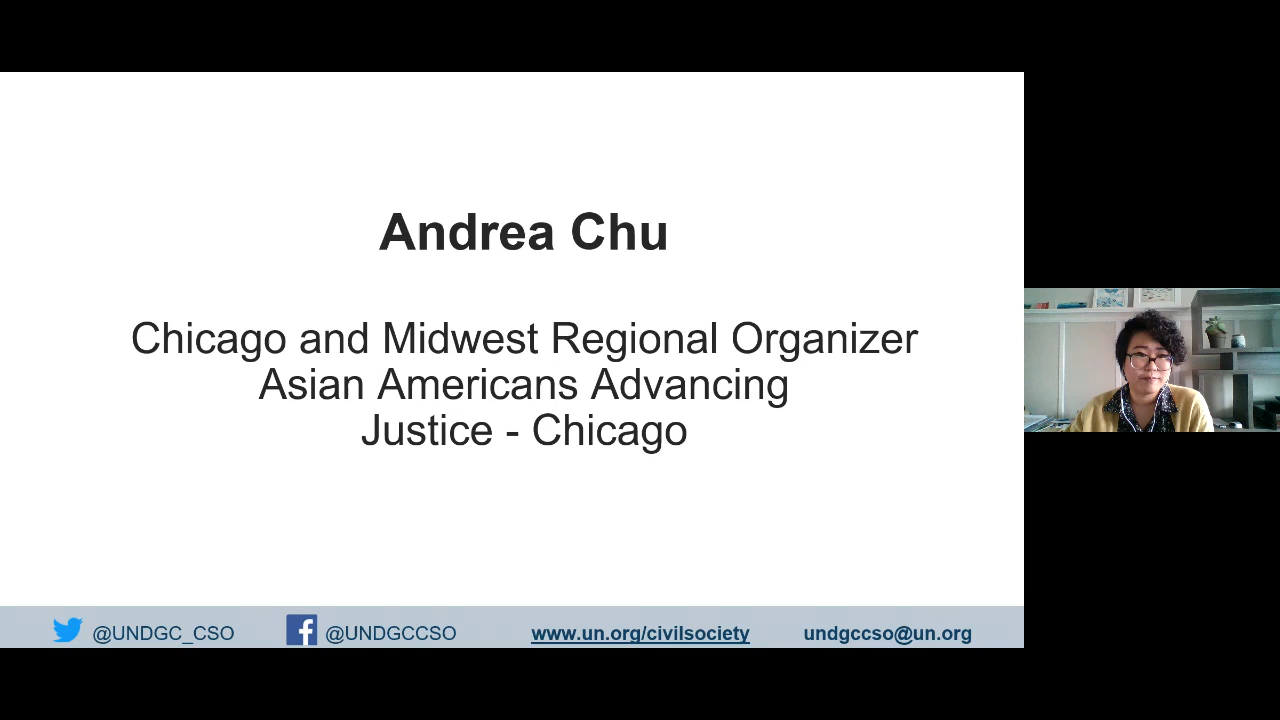 Andrea Chu
Chicago and Midwest Regional Organizer
Asian Americans Advancing
Justice - Chicago
@UNDGC_CSO @UNDGCCSO www.un.org/civilsociety undgccso@un.org